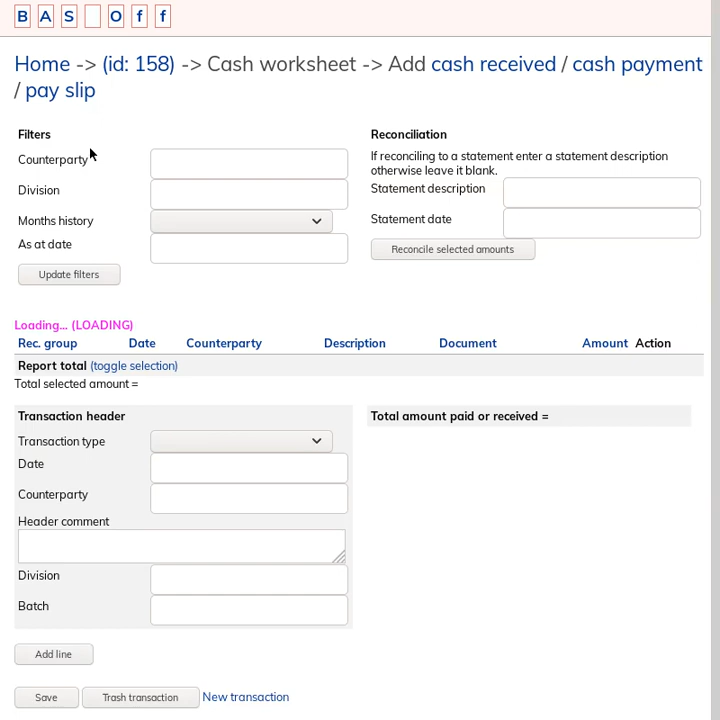 B A S O f f
Home -> (id: 158) -> Cash worksheet -> Add cash received / cash payment
/ pay slip
Filters
Counterparty
Division
Months history
As at date
Update filters
Reconciliation
If reconciling to a statement enter a statement description
otherwise leave it blank.
Statement description
Statement date
Reconcile selected amounts
Loading... (LOADING)
Rec. group Date Counterparty Description Document Amount Action
Report total (toggle selection)
Total selected amount =
Transaction header
Transaction type
Date
Counterparty
Header comment
Division
Batch
Total amount paid or received =
Add line
Save Trash transaction New transaction